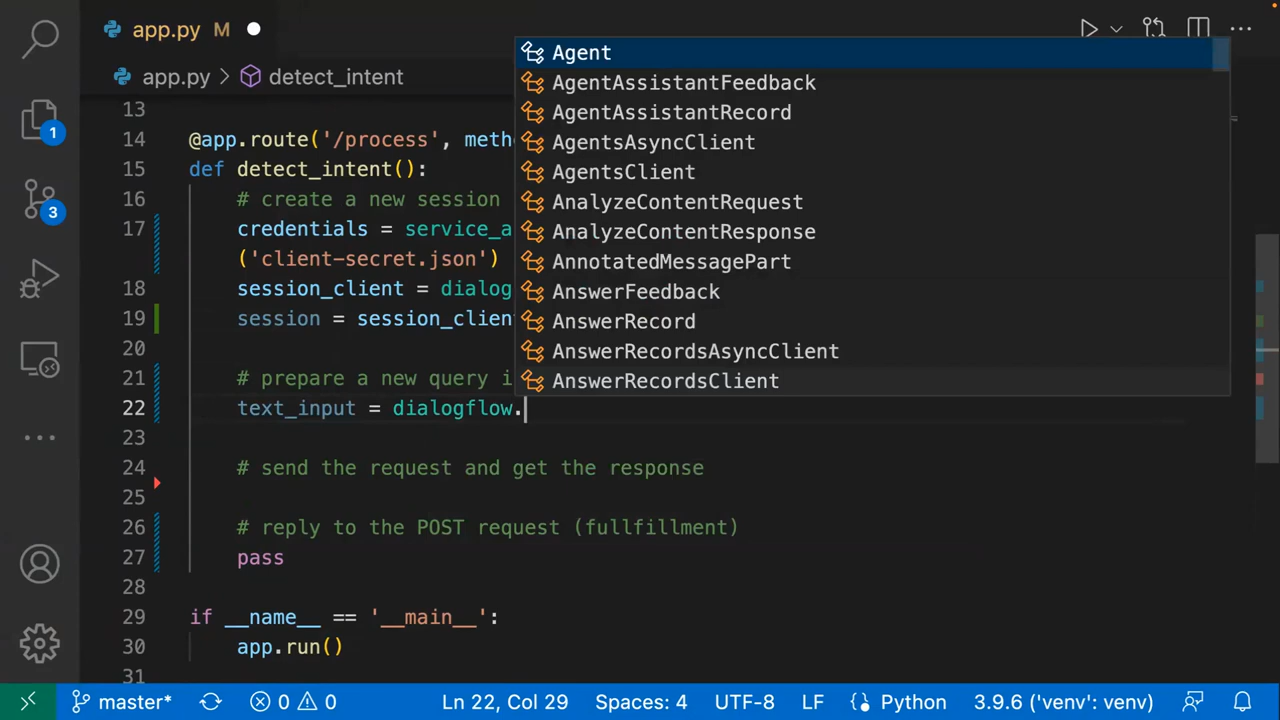 app.py M
app.py > detect_intent
Agent
AgentAssistantFeedback
AgentAssistantRecord
AgentsAsyncClient
AgentsClient
AnalyzeContentRequest
AnalyzeContentResponse
AnnotatedMessagePart
AnswerFeedback
AnswerRecord
AnswerRecordsAsyncClient
AnswerRecordsClient
13
14 @app.route('/process', meth
15 def detect_intent():
16 # create a new session
17 credentials = service_a
('client-secret.json')
18 session_client = dialog
19 session = session_client
20
21 # prepare a new query i
22 text_input = dialogflow.
23
24 # send the request and get the response
25
26 # reply to the POST request (fullfillment)
27 pass
28
29 if __name__ == '__main__':
30 app.run()
31
1
3
master* 0 0 Ln 22, Col 29 Spaces: 4 UTF-8 LF Python 3.9.6 ('venv': venv)